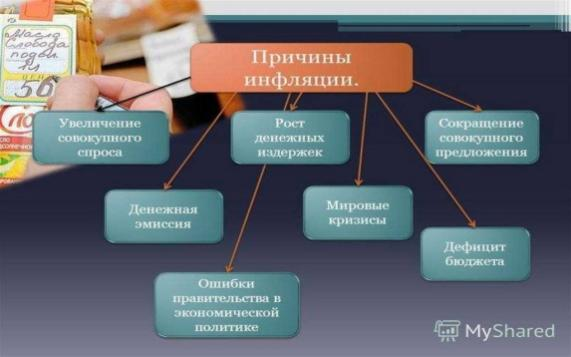 Масло
Слобода
подсол
1л
56
Причины
инфляции.
Увеличение
совокупного
спроса
Рост
денежных
издержек
Сокращение
совокупного
предложения
Денежная
эмиссия
Мировые
кризисы
Дефицит
бюджета
Ошибки
правительства в
экономической
политике
MyShared